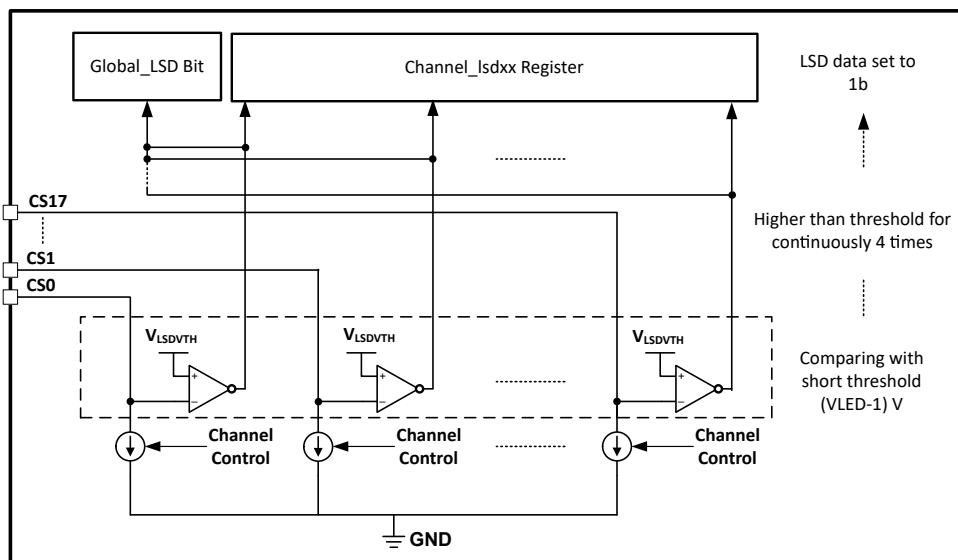 Global_LSD Bit
Channel_lsdxx Register
LSD data set to
1b
CS17
Higher than threshold for
continuously 4 times
CS1
CS0
VLSDVTH
VLSDVTH
VLSDVTH
+
+
+
−
−
−
Comparing with
short threshold
(VLED-1) V
Channel
Control
Channel
Control
Channel
Control
GND